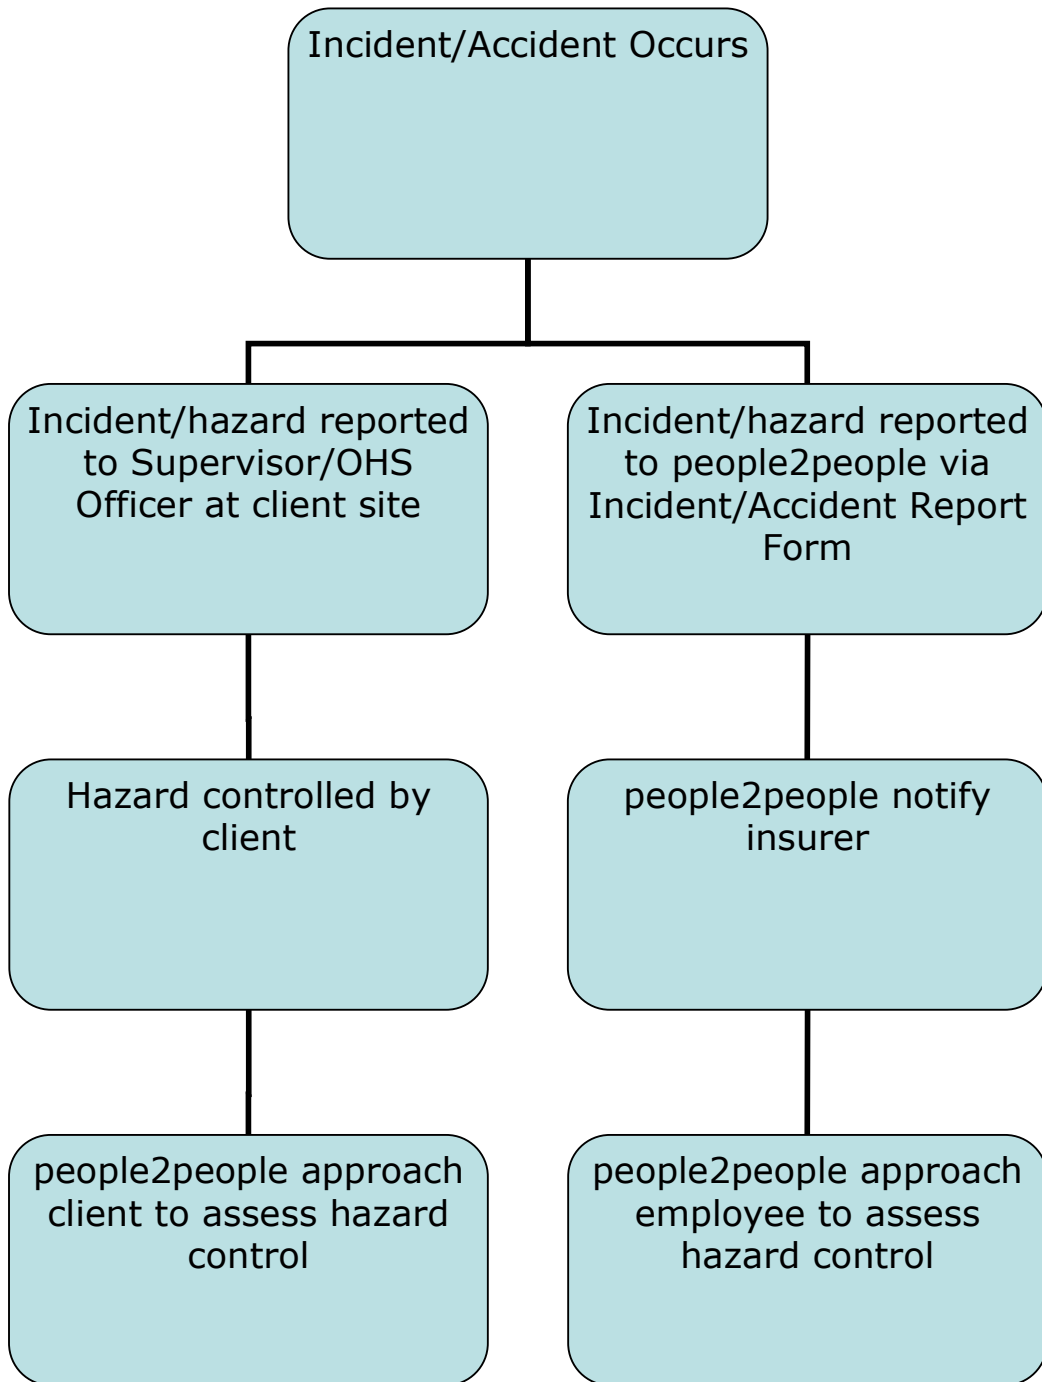 Incident/Accident Occurs
Incident/hazard reported
to Supervisor/OHS
Officer at client site
Incident/hazard reported
to people2people via
Incident/Accident Report
Form
Hazard controlled by
client
people2people notify
insurer
people2people approach
client to assess hazard
control
people2people approach
employee to assess
hazard control